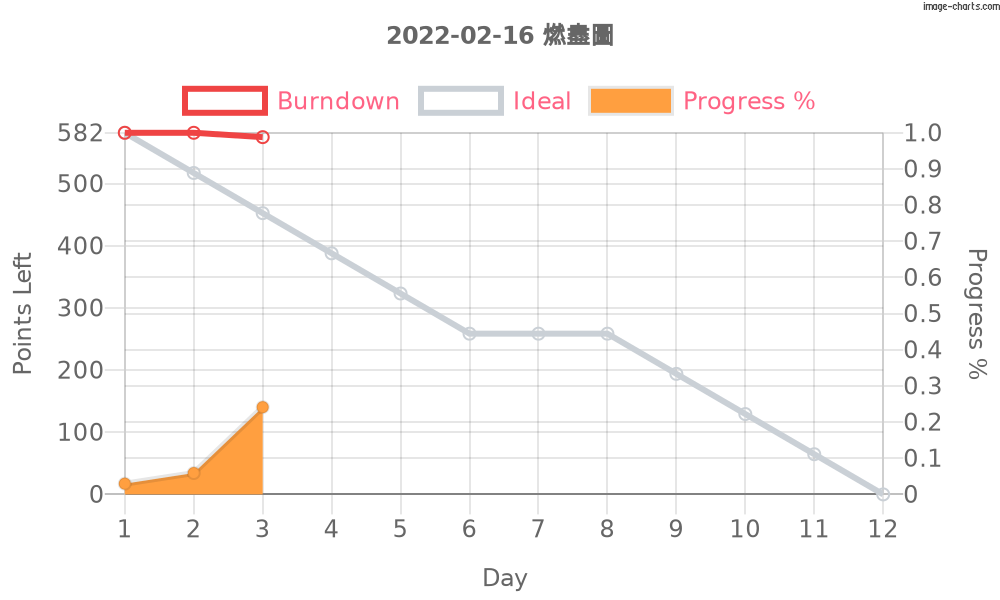 image-charts.com
2022-02-16 燃盡圖
Burndown Ideal Progress %
582 1.0
0.9
500
0.8
400 0.7
0.6
300 0.5
0.4
200
0.3
0.2
100
0.1
0 0
Points Left
Progress %
1 2 3 4 5 6 7 8 9 10 11 12
Day